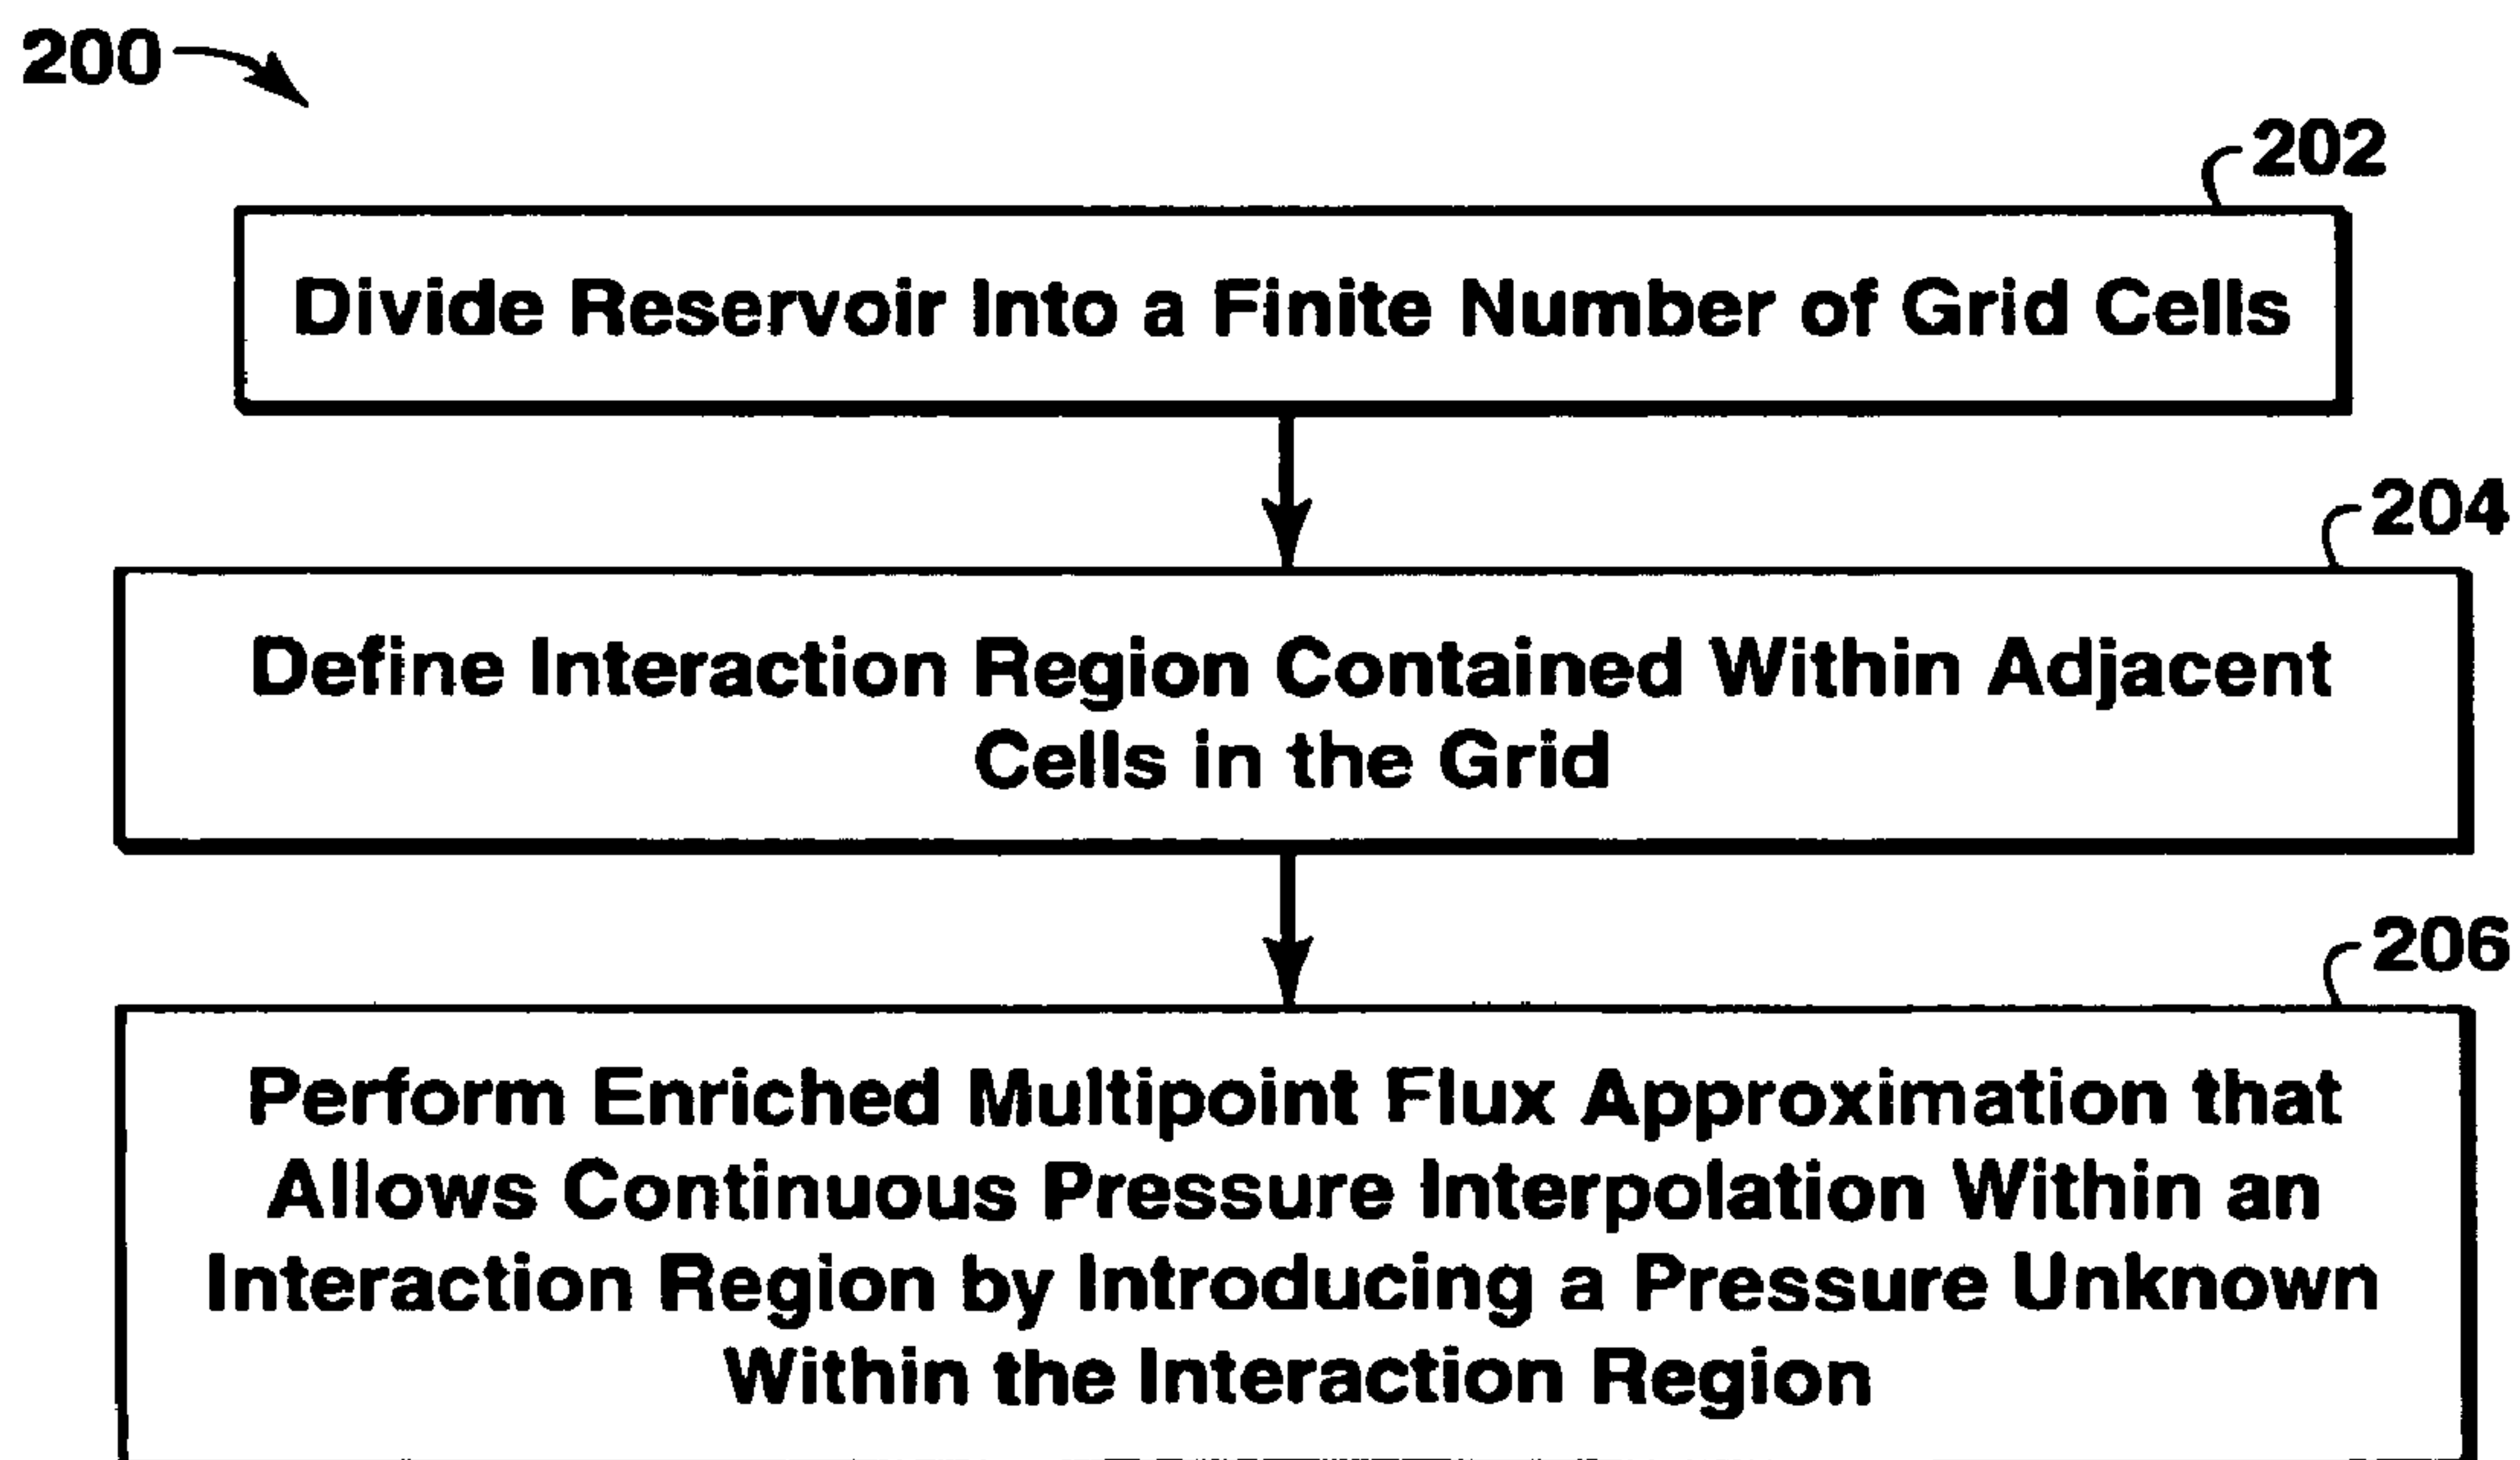 200
202
Divide Reservoir Into a Finite Number of Grid Cells
204
Define Interaction Region Contained Within Adjacent
Cells in the Grid
206
Perform Enriched Multipoint Flux Approximation that
Allows Continuous Pressure Interpolation Within an
Interaction Region by Introducing a Pressure Unknown
Within the Interaction Region